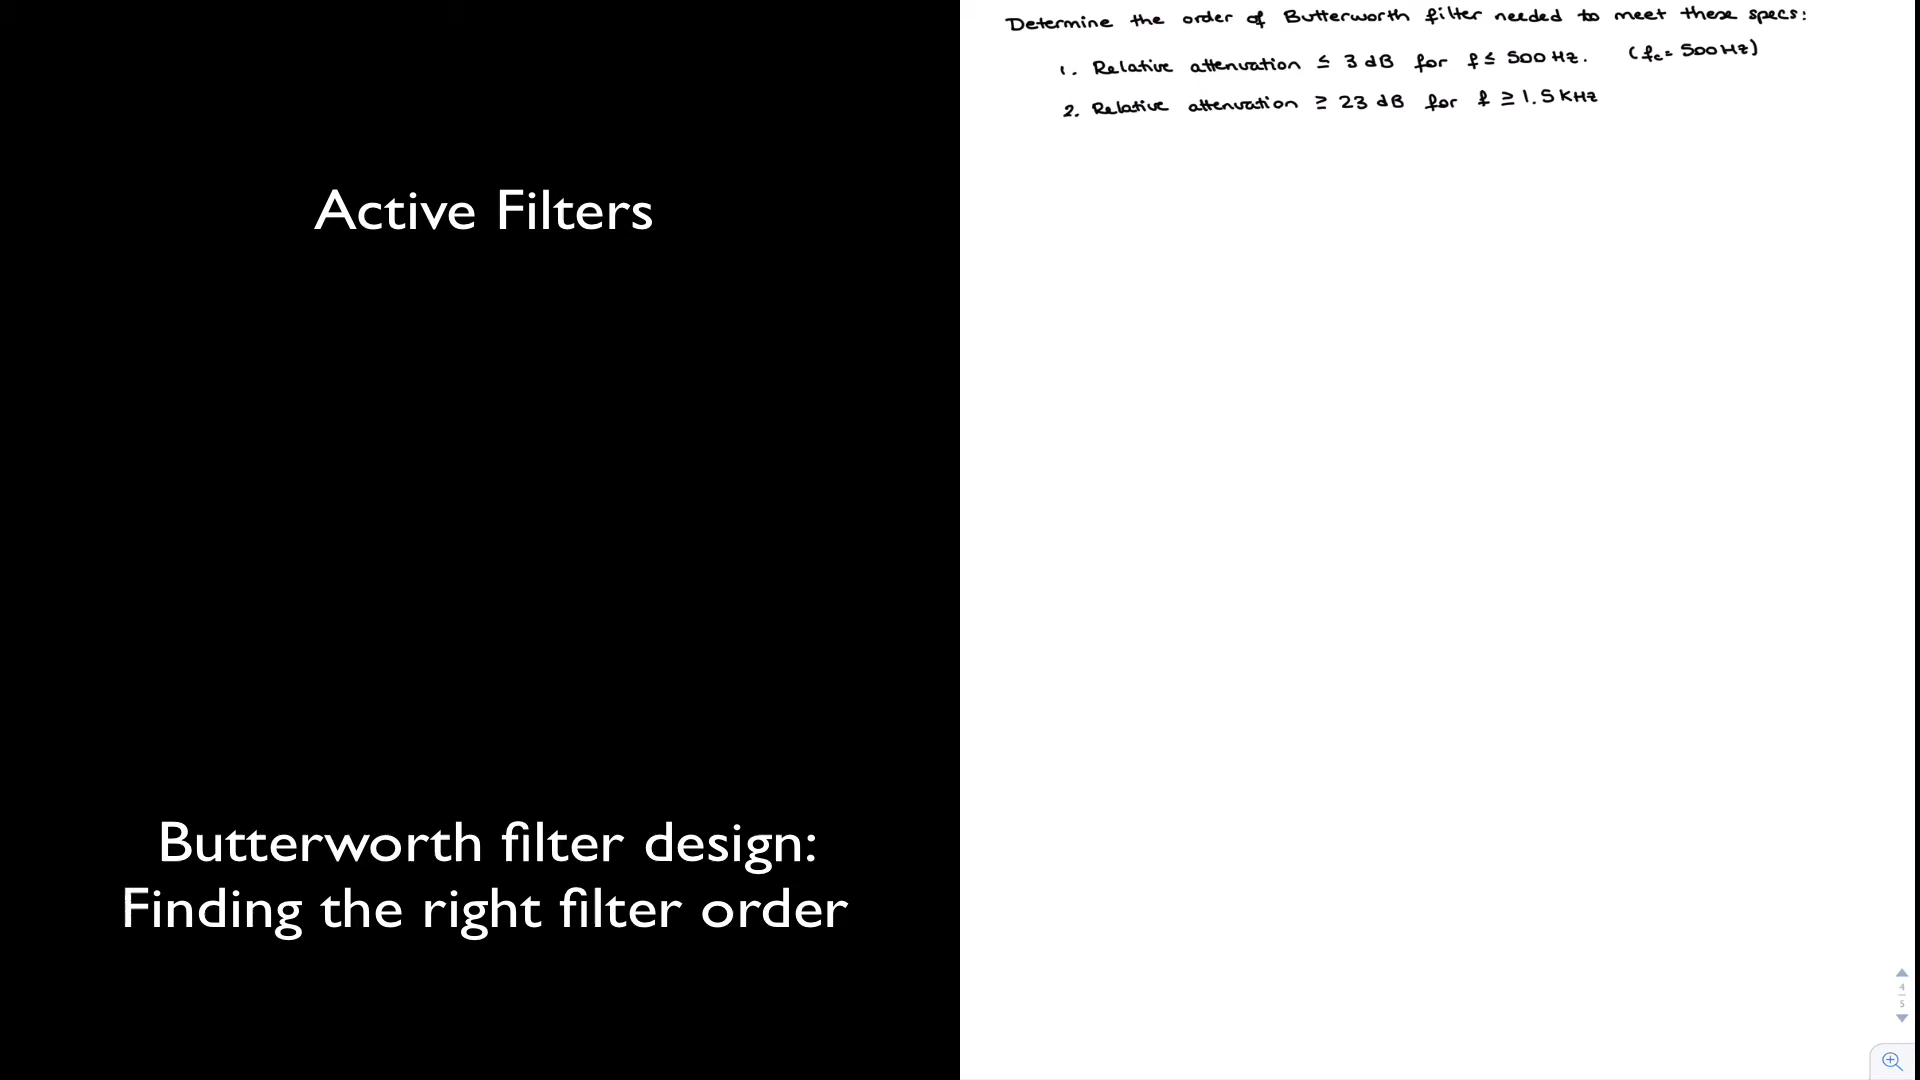 Active Filters
Butterworth filter design:
Finding the right filter order
Determine the order of Butterworth filter needed to meet these specs:
1. Relative attenuation ≤ 3 dB for f ≤ 500 Hz. (fc = 500 Hz)
2. Relative attenuation ≥ 23 dB for f ≥ 1.5 KHz
4
5